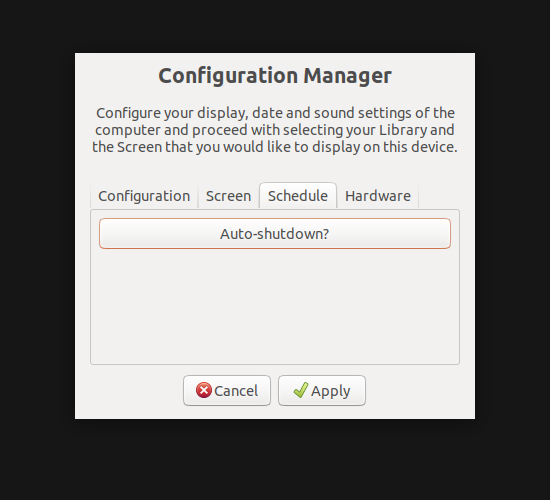 Configuration Manager
Configure your display, date and sound settings of the
computer and proceed with selecting your Library and
the Screen that you would like to display on this device.
Configuration Screen Schedule Hardware
Auto-shutdown?
Cancel Apply